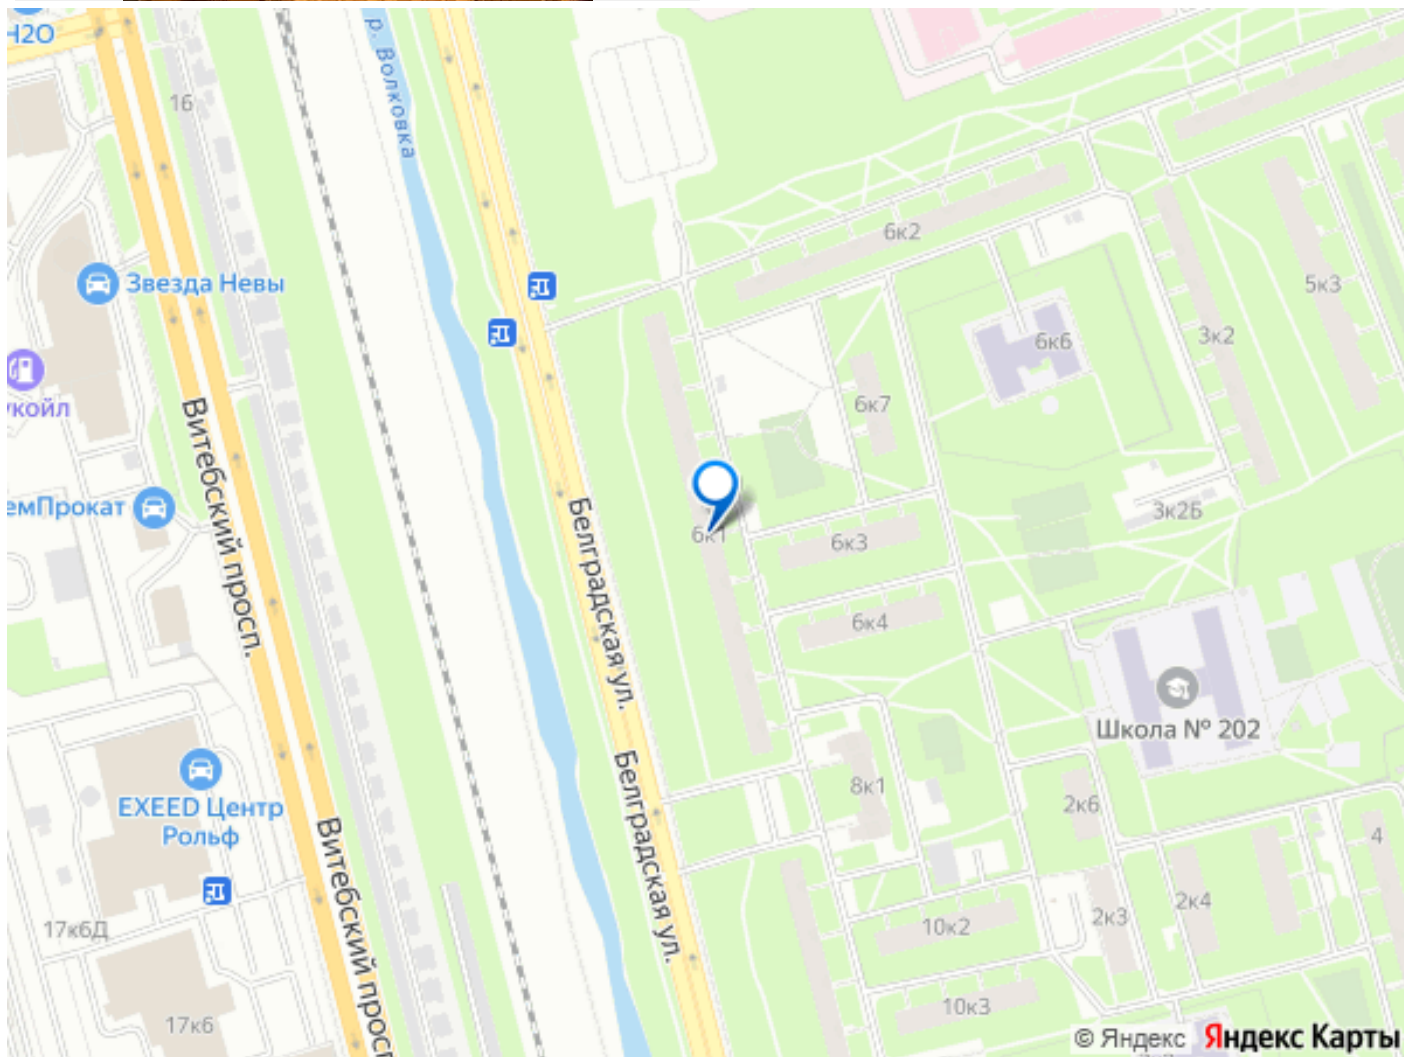 Н2О
16
р. Волковка
6к2
5к3
Звезда Невы
3к2
6к6
укойл
6к7
Витебский просп.
емПрокат
Белградская ул.
6к1
6к3
3к2Б
6к4
Школа № 202
EXEED Центр
Рольф
Белградская ул.
8к1
2к6
4
Витебский просп
2к4
2к3
17к6Д
10к2
10к3
17к6
© Яндекс Яндекс Карты